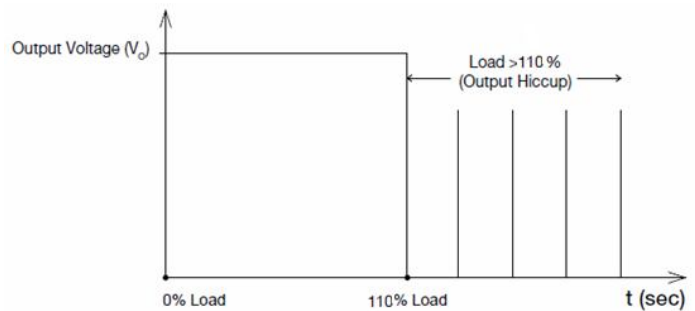 Output Voltage (Vo)
Load >110 %
(Output Hiccup)
0% Load
110% Load
t (sec)